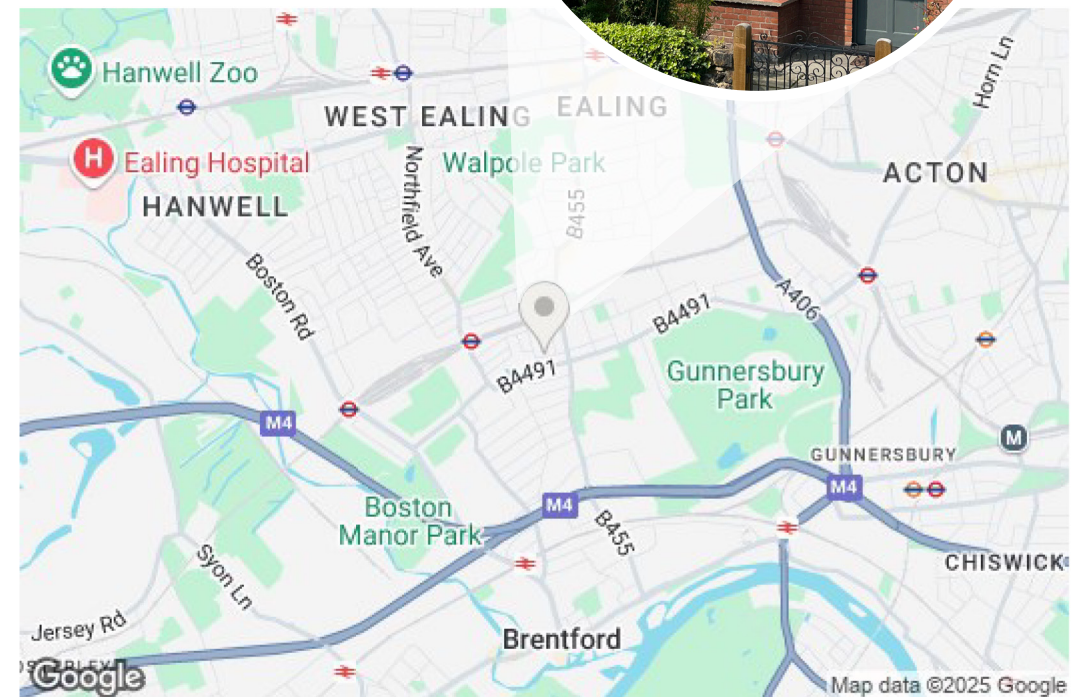 Hanwell Zoo
WEST EALING
EALING
Horn Ln
H
Ealing Hospital
Walpole Park
ACTON
HANWELL
Northfield Ave
B455
Boston Rd
A406
B4491
B4491
Gunnersbury
Park
M4
M
GUNNERSBURY
M4
M4
Boston
Manor Park
B455
Syon Ln
CHISWICK
Jersey Rd
Brentford
Google
Map data ©2025 Google